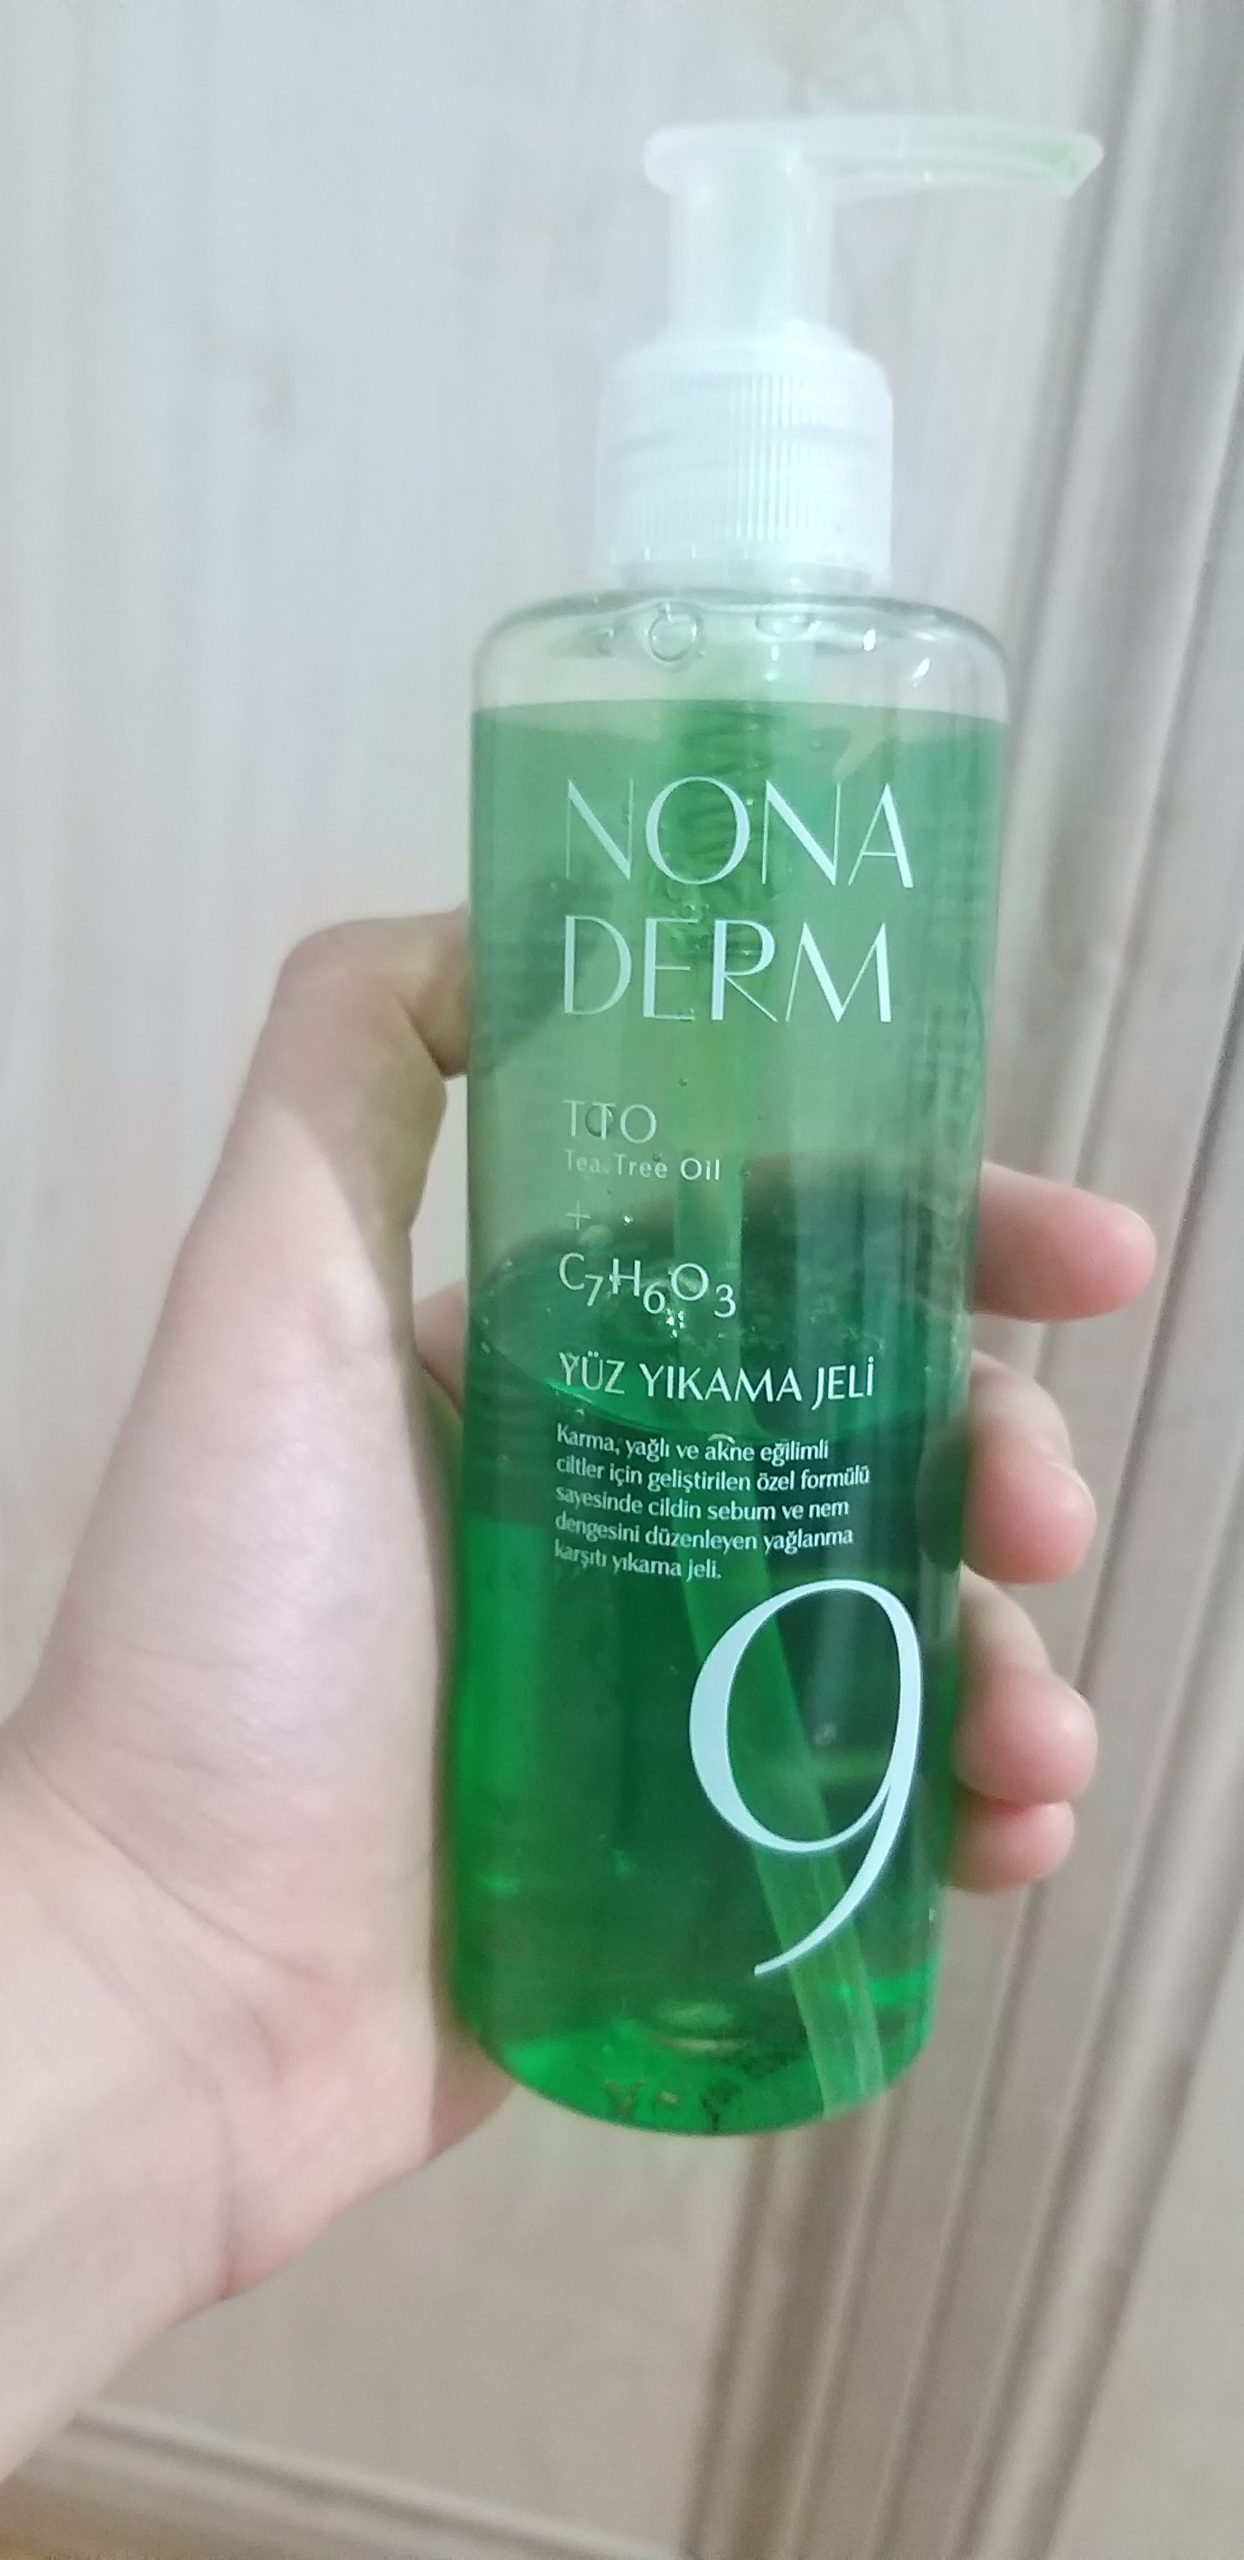 NONA
DERM
TTO
Tea Tree Oil
+
C₇H₆O₃
YÜZ YIKAMA JELİ
Karma, yağlı ve akne eğilimli
ciltler için geliştirilen özel formülü
sayesinde cildin sebum ve nem
dengesini düzenleyen yağlanma
karşıtı yıkama jeli.
9